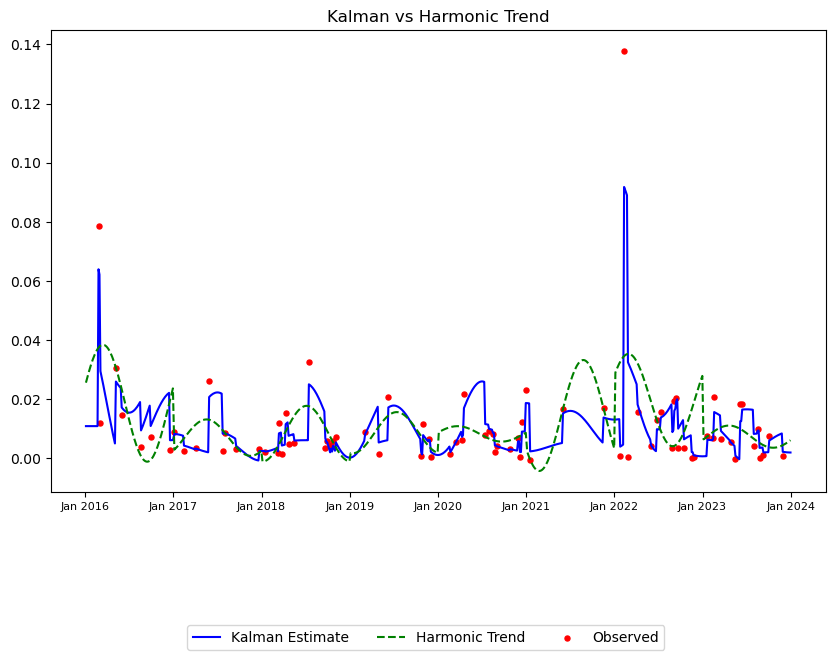 Kalman vs Harmonic Trend
0.14
0.12
0.10
0.08
0.06
0.04
0.02
0.00
Jan 2016 Jan 2017 Jan 2018 Jan 2019 Jan 2020 Jan 2021 Jan 2022 Jan 2023 Jan 2024
Kalman Estimate Harmonic Trend Observed